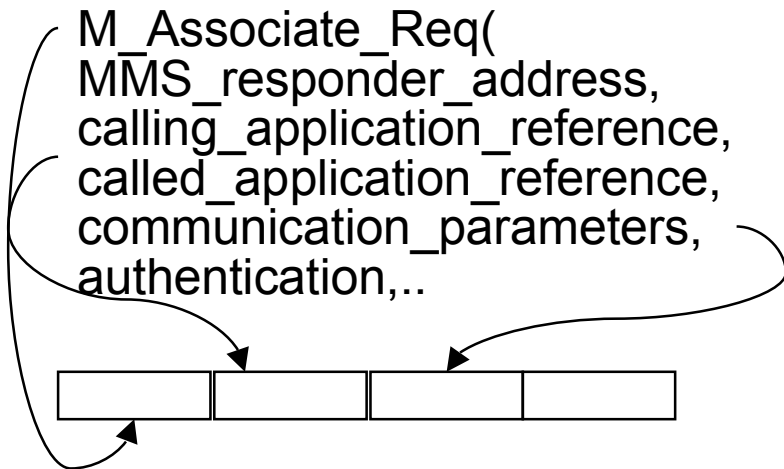 M_Associate_Req(
MMS_responder_address,
calling_application_reference,
called_application_reference,
communication_parameters,
authentication,..